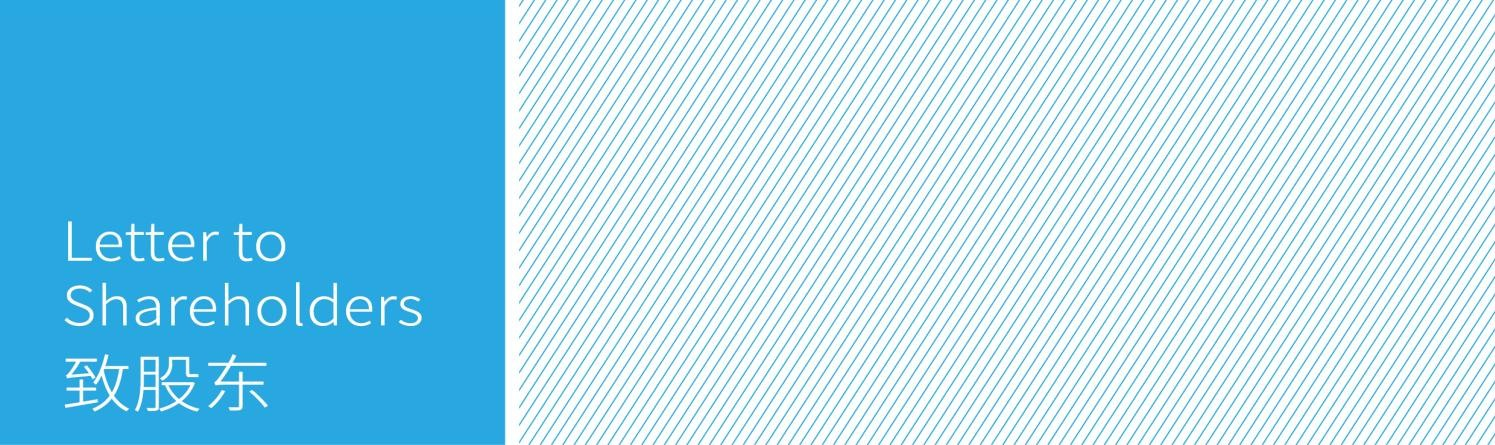 Letter to
Shareholders
致股东